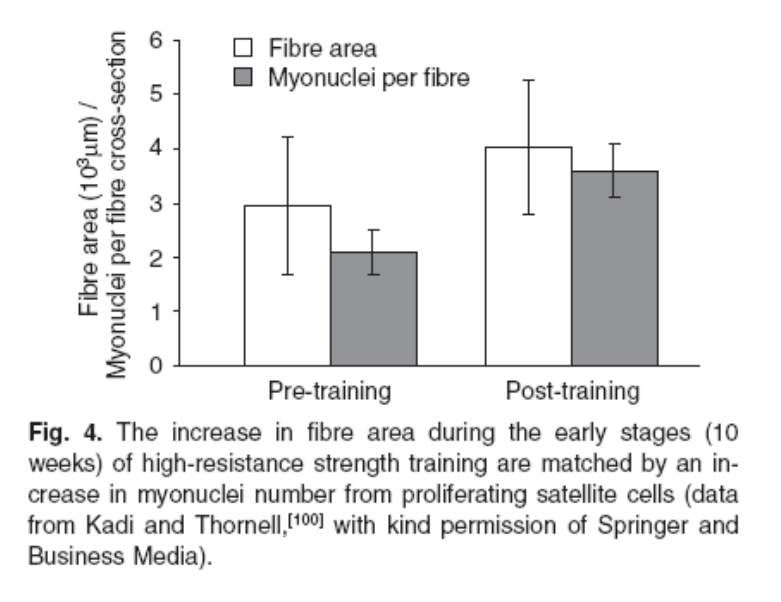 6
5
4
3
2
1
0
Fibre area (10³µm) /
Myonuclei per fibre cross-section
Fibre area
Myonuclei per fibre
Pre-training
Post-training
Fig. 4. The increase in fibre area during the early stages (10
weeks) of high-resistance strength training are matched by an in-
crease in myonuclei number from proliferating satellite cells (data
from Kadi and Thornell,[100] with kind permission of Springer and
Business Media).